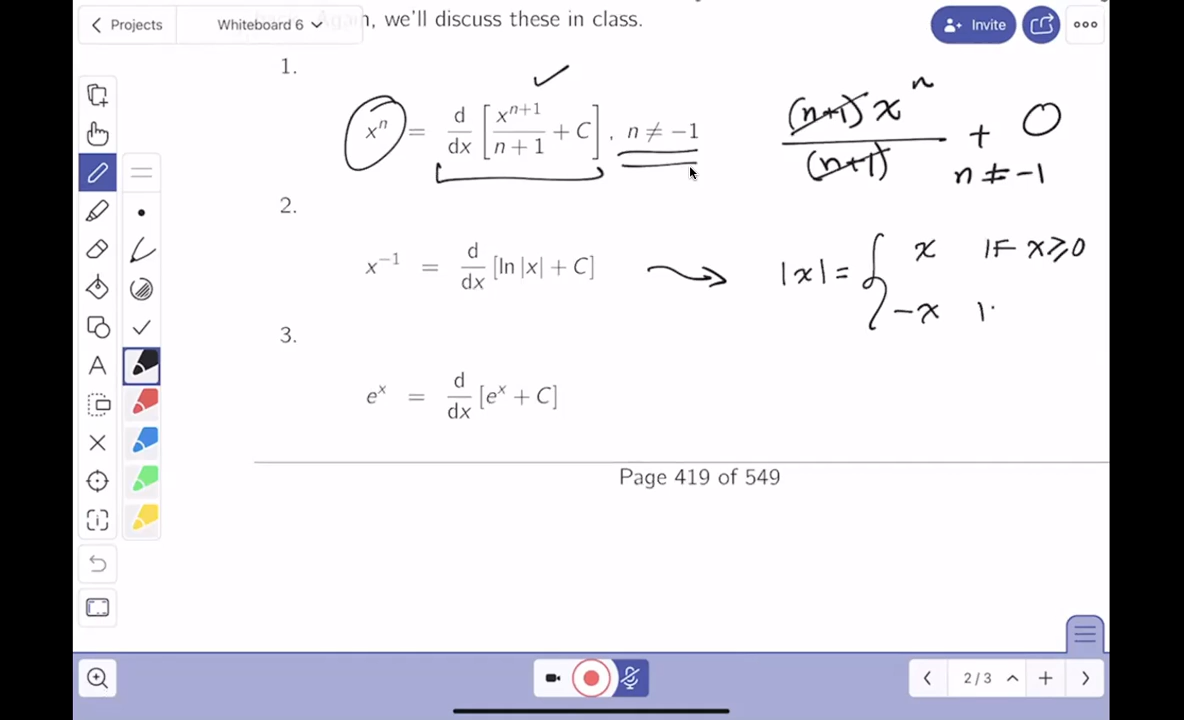 Projects
Whiteboard 6
Again, we'll discuss these in class.
Invite
1.
x^n = d/dx [x^{n+1}/(n+1) + C], n ≠ −1
(n+1)x^n/(n+1) + 0
n ≠ -1
2.
x^{−1} = d/dx [ln |x| + C]
|x| = { x IF x ≥ 0
-x
3.
e^x = d/dx [e^x + C]
Page 419 of 549
A
2/3